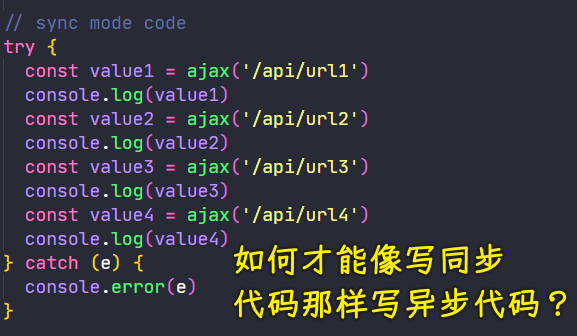 // sync mode code
try {
  const value1 = ajax('/api/url1')
  console.log(value1)
  const value2 = ajax('/api/url2')
  console.log(value2)
  const value3 = ajax('/api/url3')
  console.log(value3)
  const value4 = ajax('/api/url4')
  console.log(value4)
} catch (e) {
  console.error(e)
}
如何才能像写同步
代码那样写异步代码？